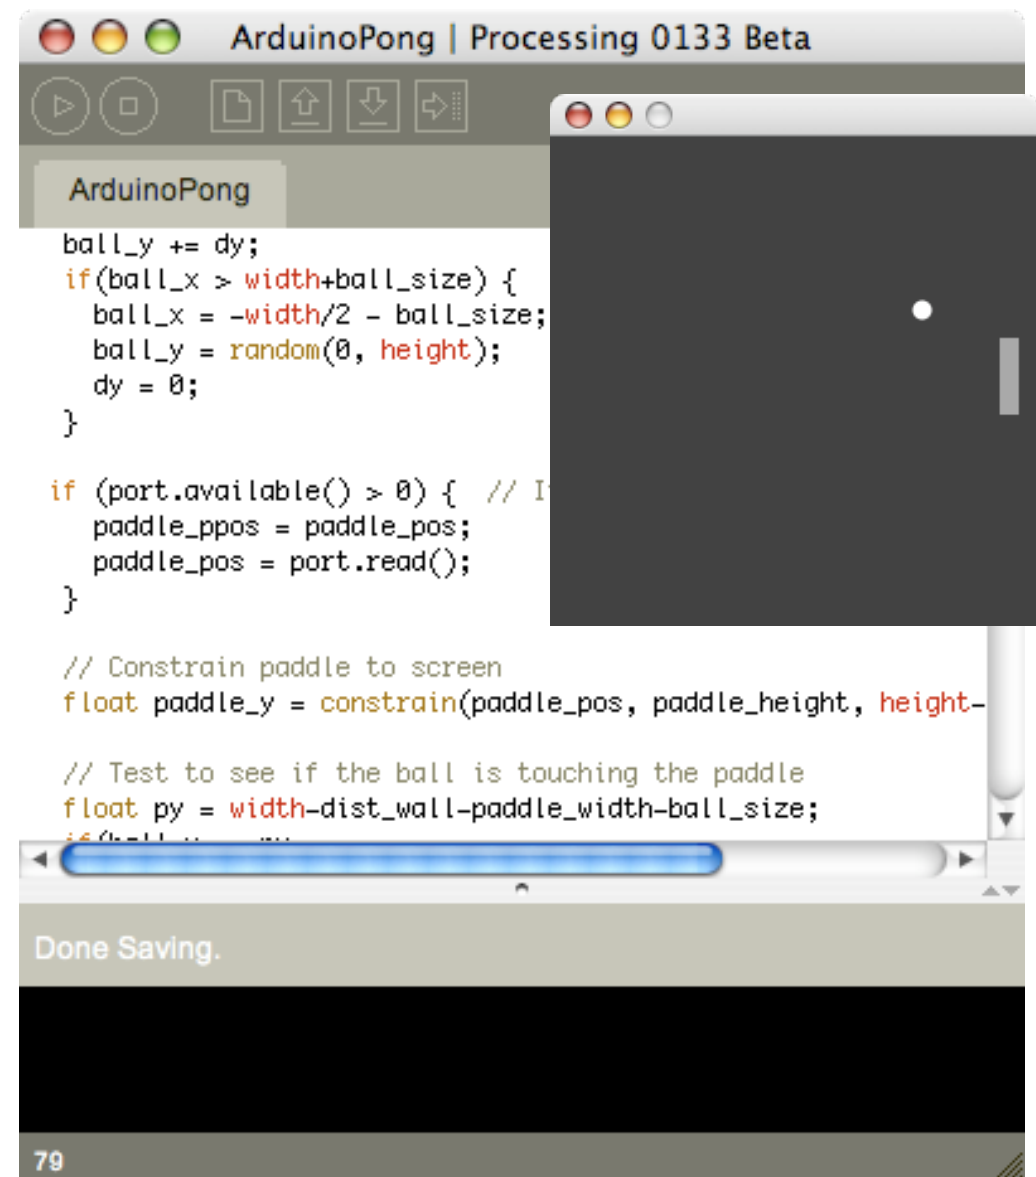 ArduinoPong | Processing 0133 Beta
ArduinoPong
ball_y += dy;
if(ball_x > width+ball_size) {
ball_x = -width/2 - ball_size;
ball_y = random(0, height);
dy = 0;
}
if (port.available() > 0) { // I
paddle_ppos = paddle_pos;
paddle_pos = port.read();
}
// Constrain paddle to screen
float paddle_y = constrain(paddle_pos, paddle_height, height-
// Test to see if the ball is touching the paddle
float py = width-dist_wall-paddle_width-ball_size;
Done Saving.
79